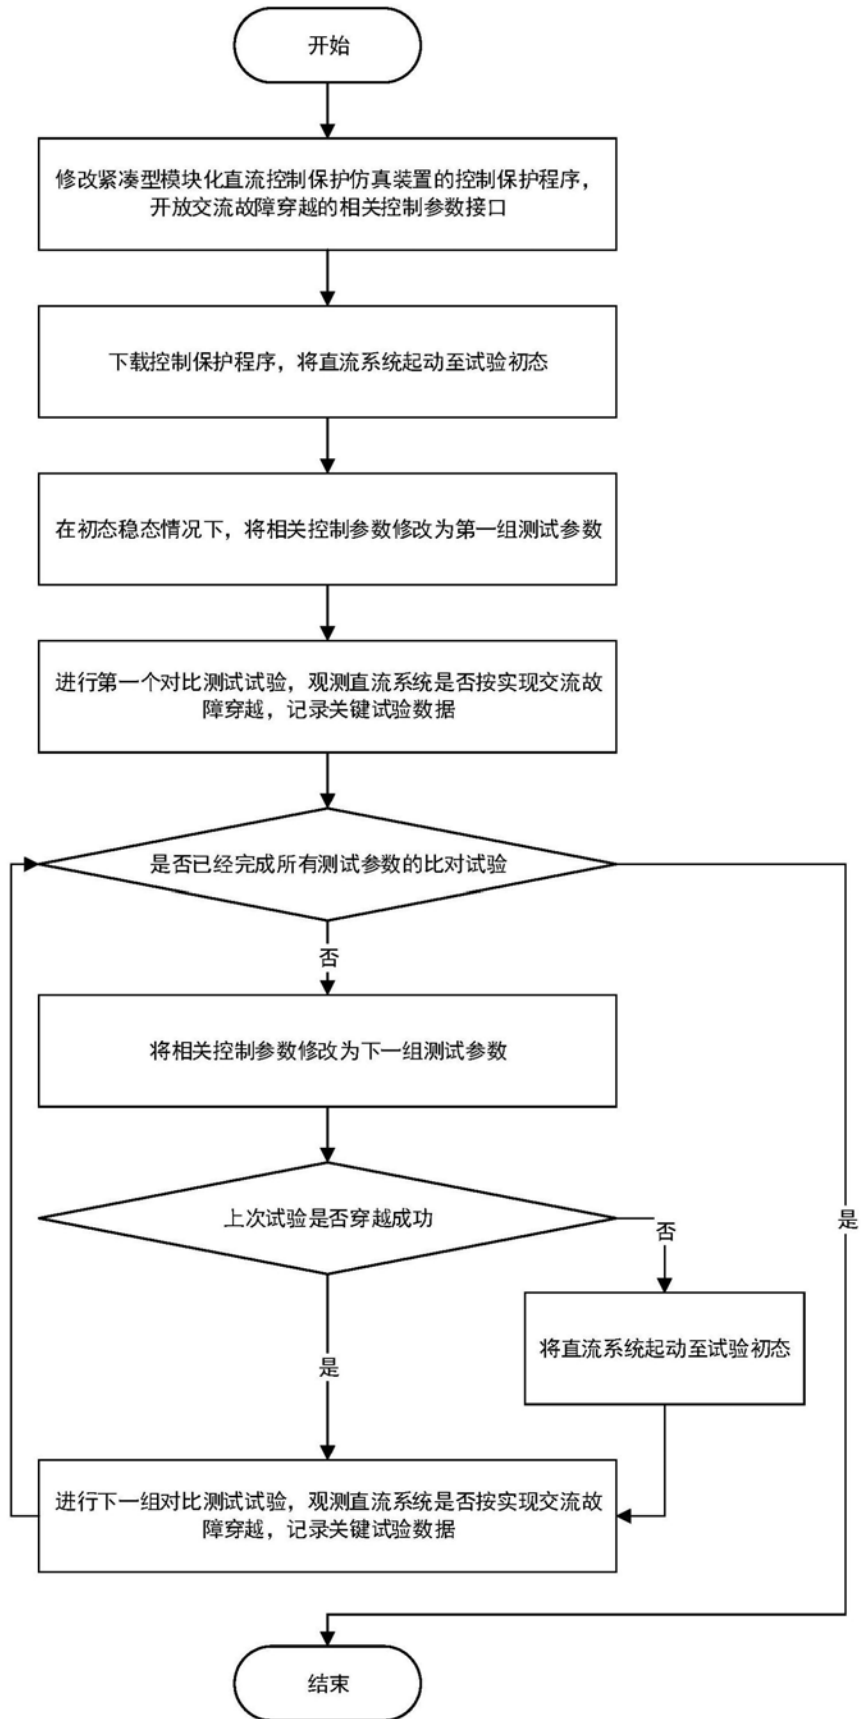 开始
修改紧凑型模块化直流控制保护仿真装置的控制保护程序，
开放交流故障穿越的相关控制参数接口
下载控制保护程序，将直流系统起动至试验初态
在初态稳态情况下，将相关控制参数修改为第一组测试参数
进行第一个对比测试试验，观测直流系统是否按实现交流故
障穿越，记录关键试验数据
是否已经完成所有测试参数的比对试验
否
将相关控制参数修改为下一组测试参数
上次试验是否穿越成功
否
是
将直流系统起动至试验初态
是
进行下一组对比测试试验，观测直流系统是否按实现交流故
障穿越，记录关键试验数据
结束